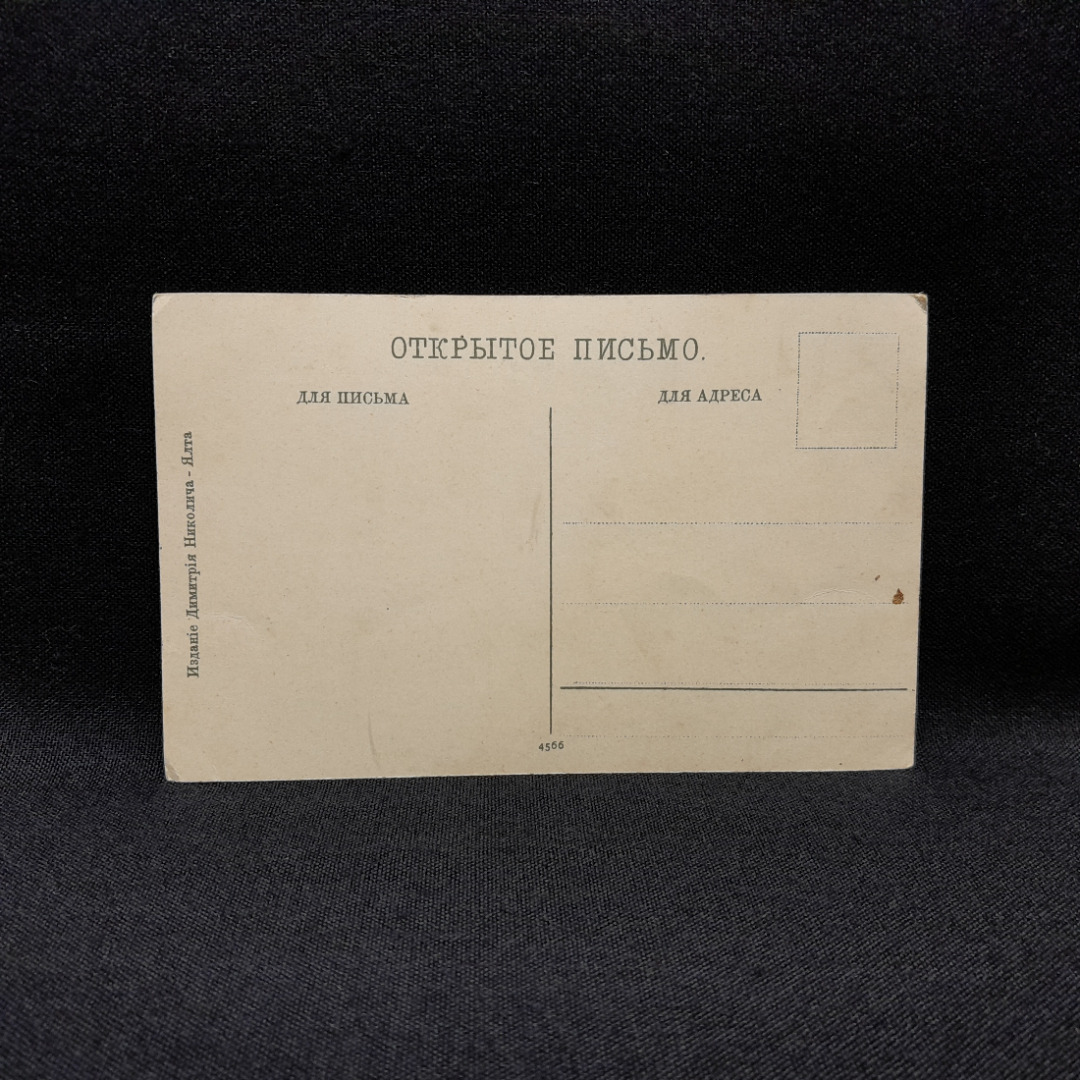 ОТКРЫТОЕ ПИСЬМО.
ДЛЯ ПИСЬМА
ДЛЯ АДРЕСА
Изданіе Димитрія Николича - Ялта
4566